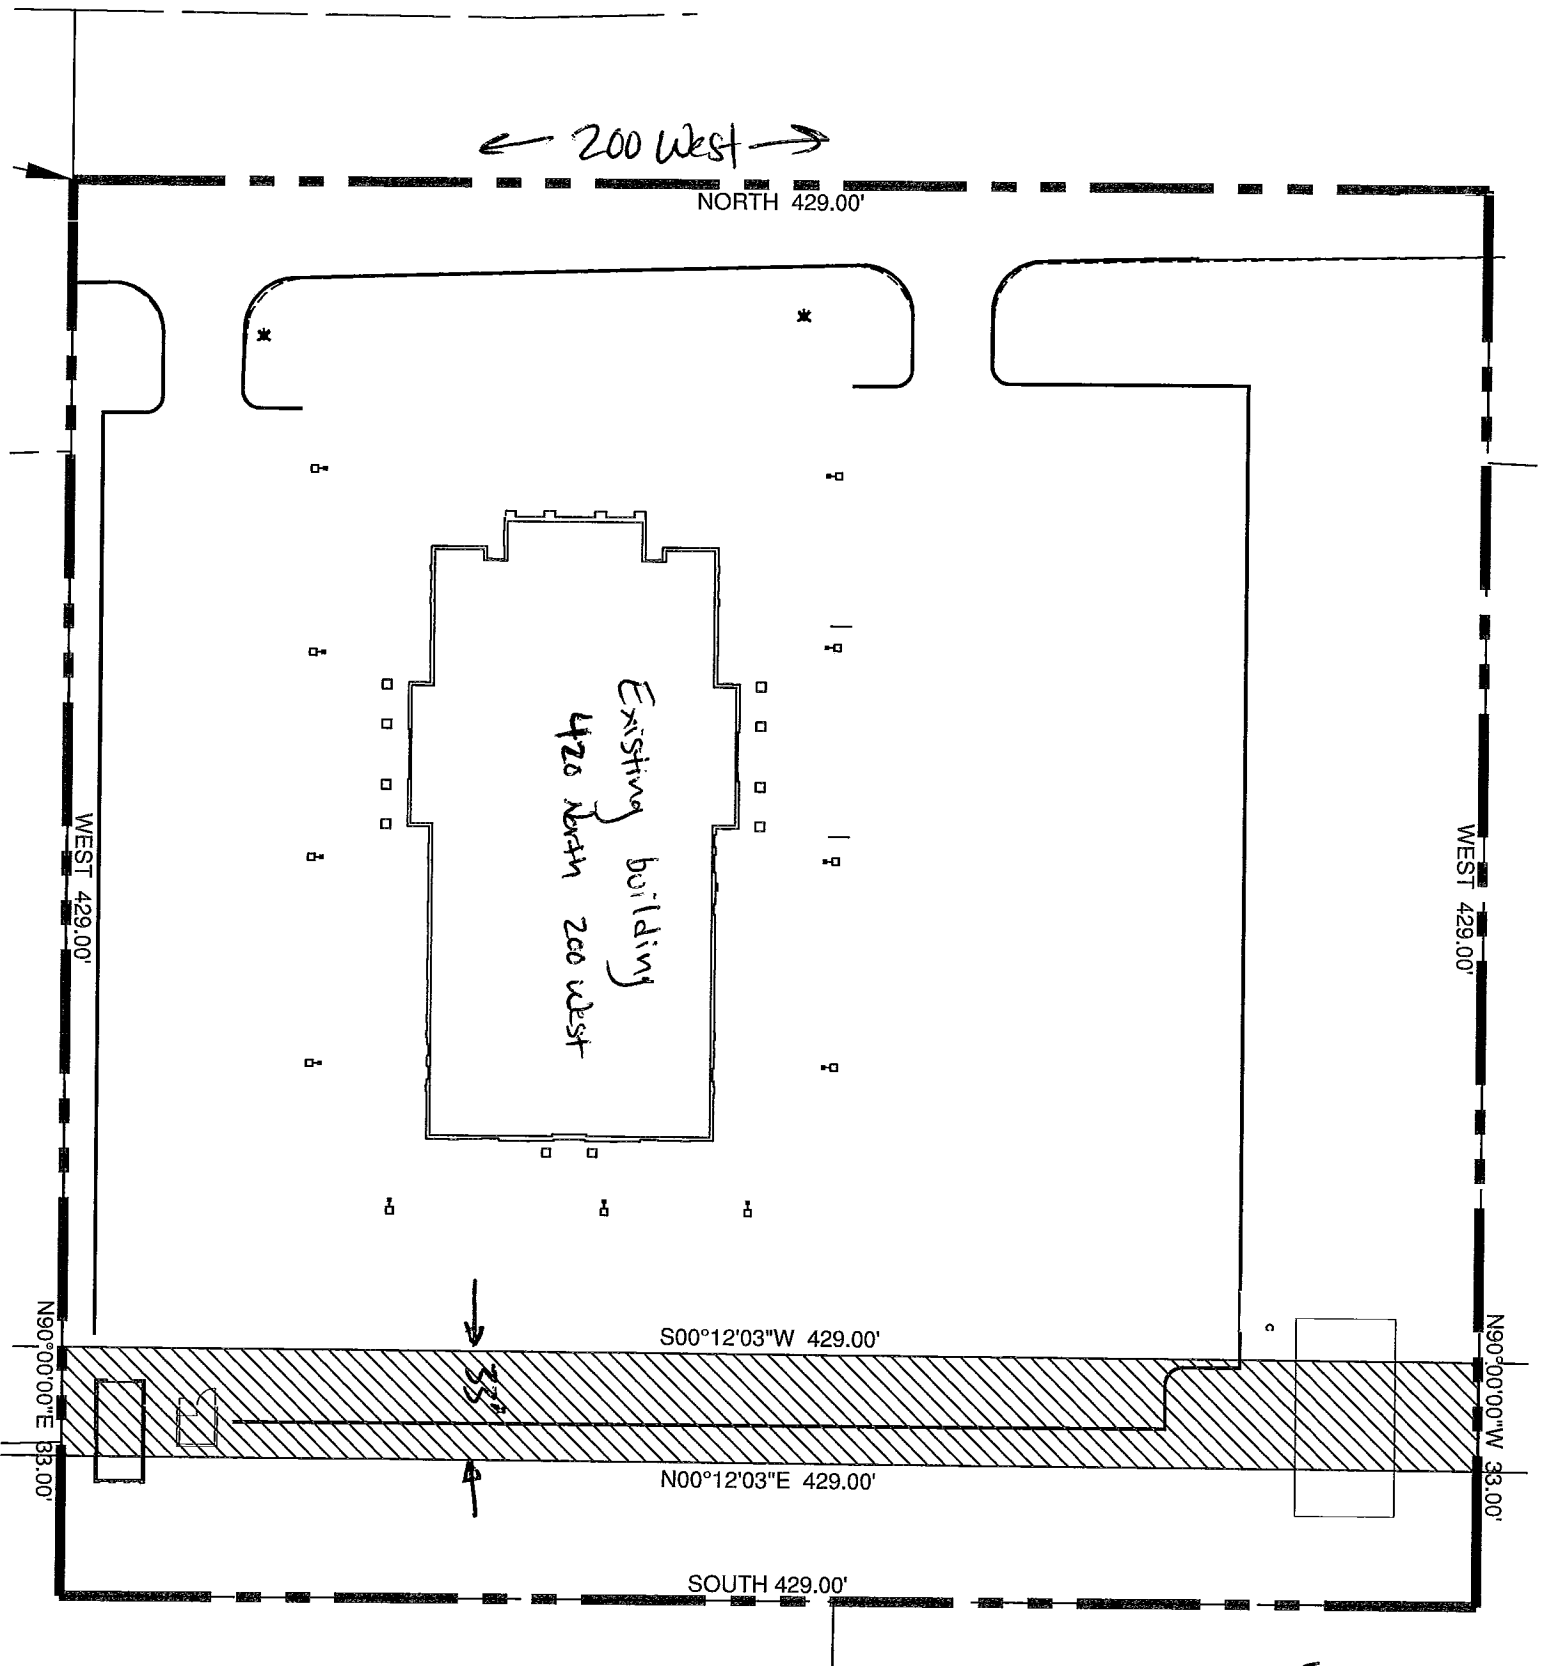 ← 200 West →
NORTH 429.00'
Existing building
420 North 200 West
WEST 429.00'
WEST 429.00'
S00°12'03"W 429.00'
N90°00'00"E 33.00'
33'
N90°00'00"W 33.00'
N00°12'03"E 429.00'
SOUTH 429.00'